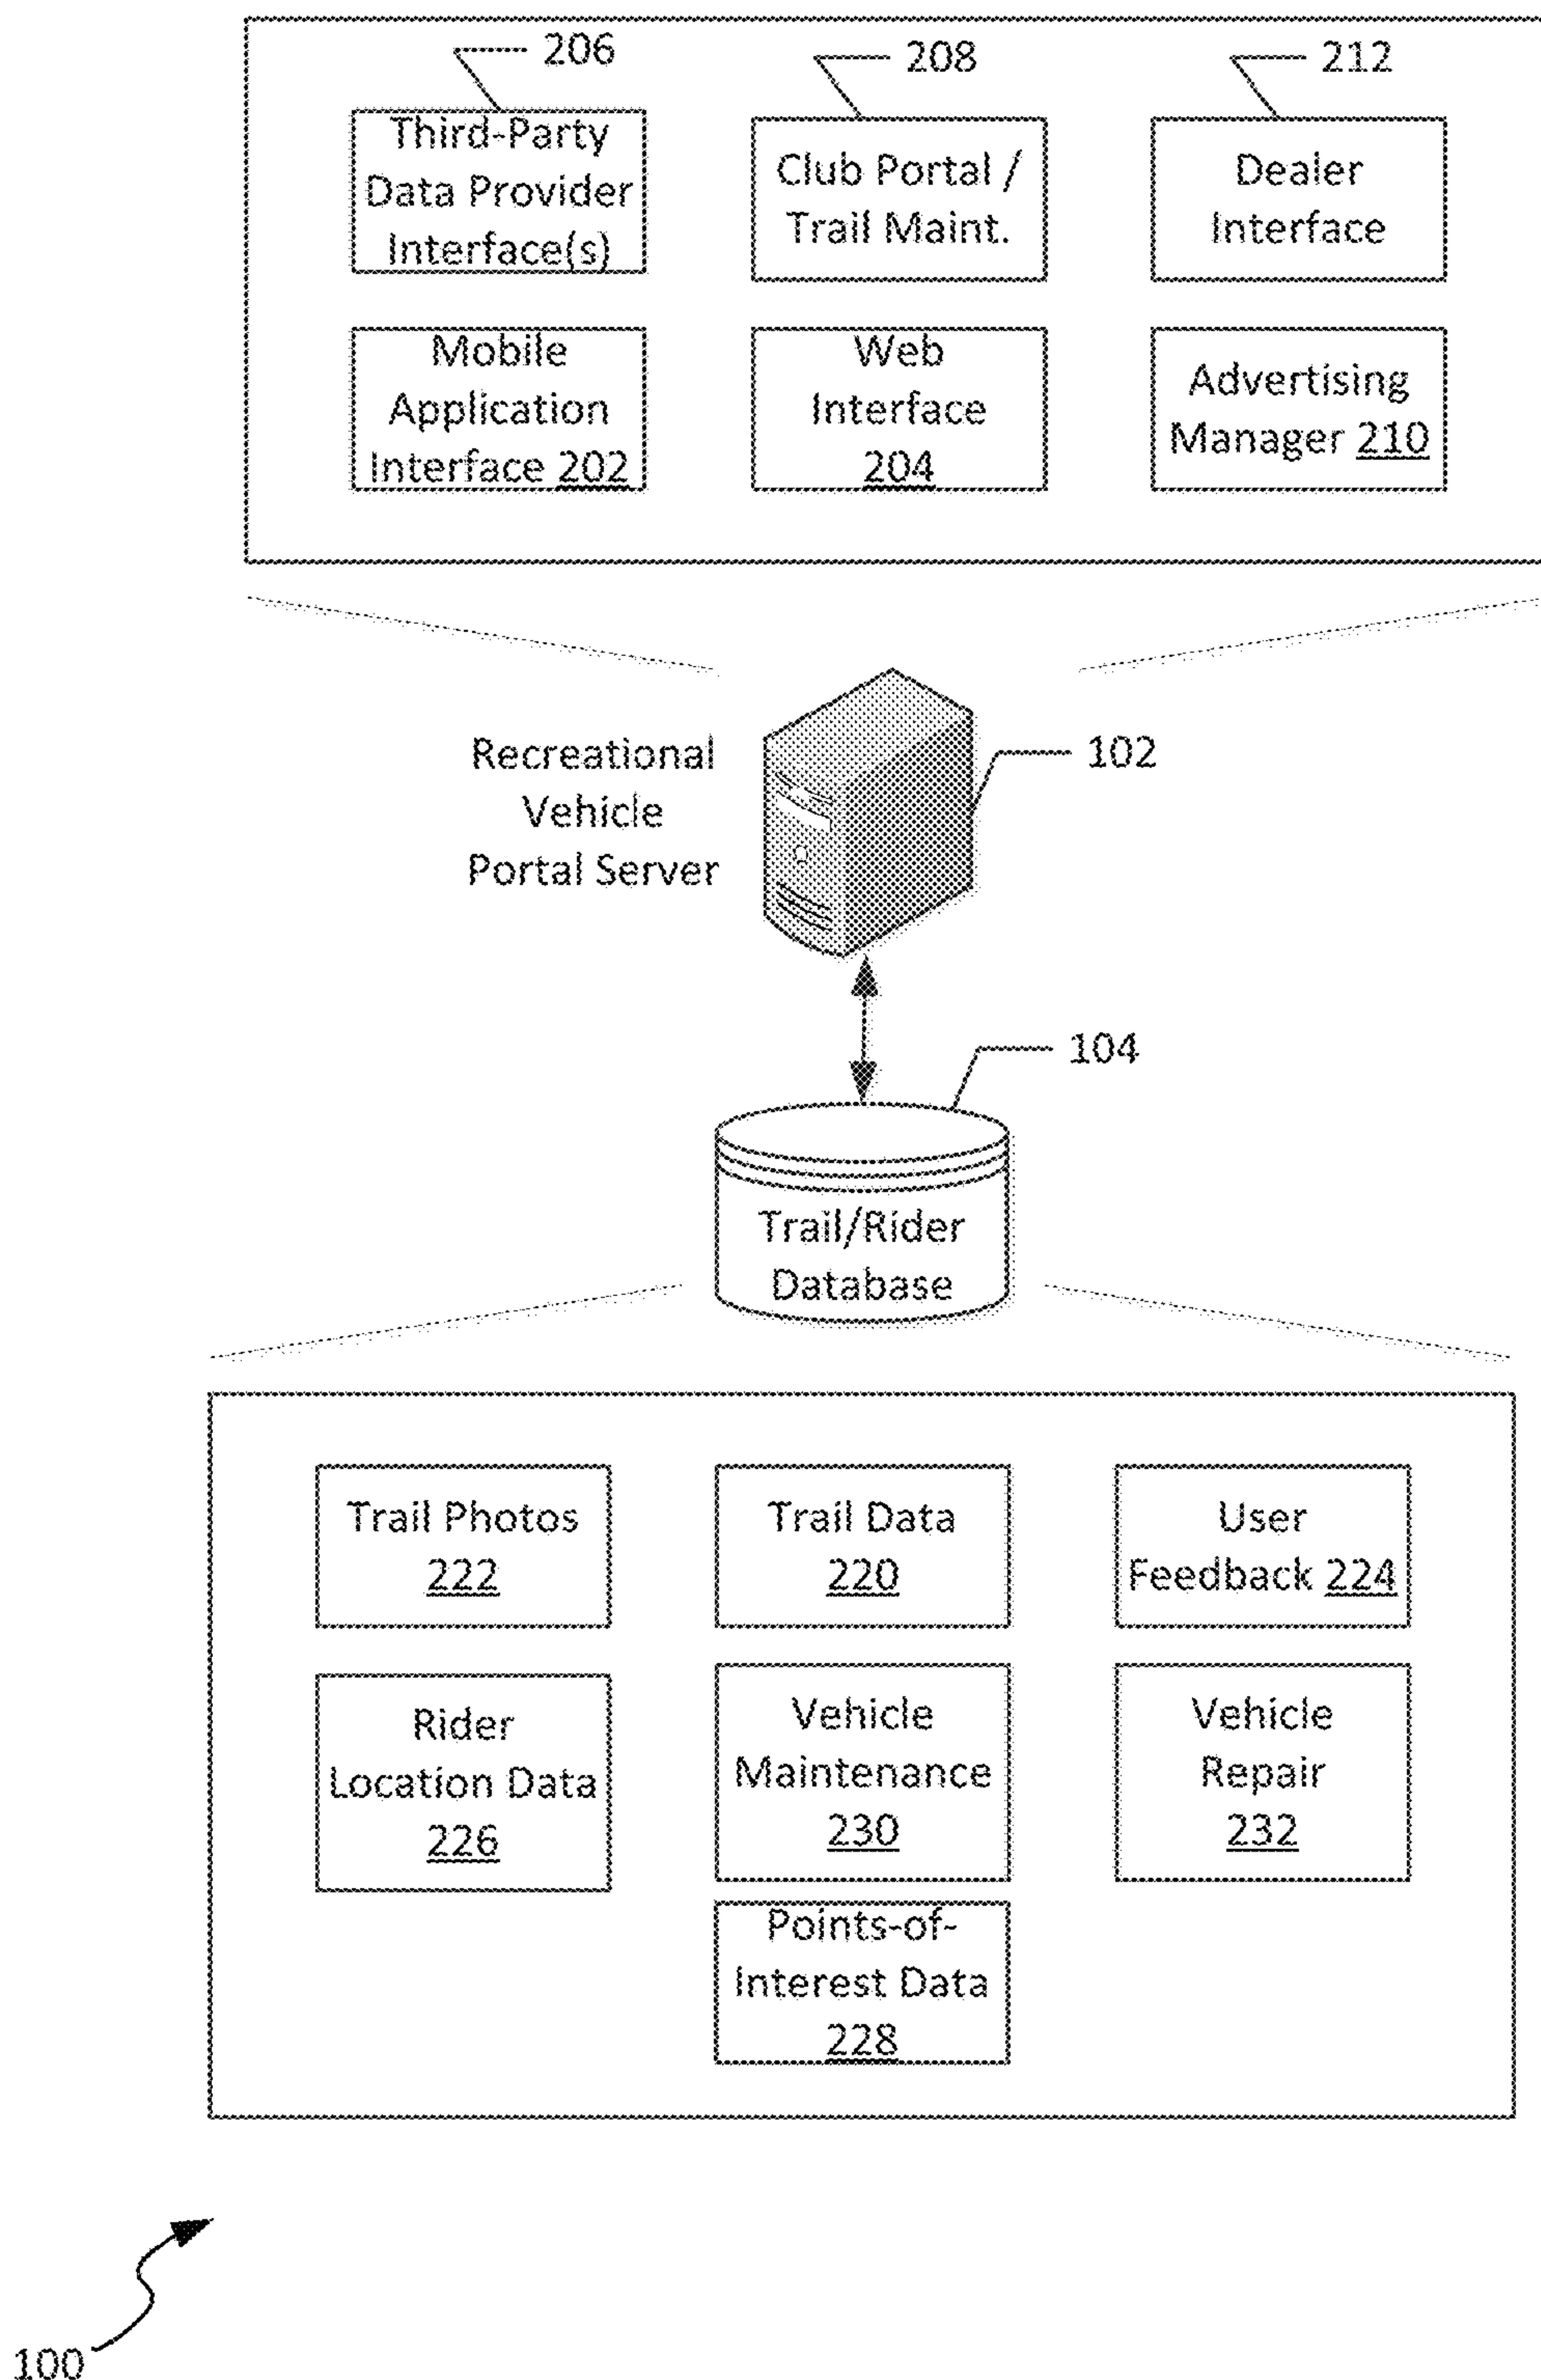 206
208
212
Third-Party
Data Provider
Interface(s)
Club Portal /
Trail Maint.
Dealer
Interface
Mobile
Application
Interface 202
Web
Interface
204
Advertising
Manager 210
Recreational
Vehicle
Portal Server
102
104
Trail/Rider
Database
Trail Photos
222
Trail Data
220
User
Feedback 224
Rider
Location Data
226
Vehicle
Maintenance
230
Vehicle
Repair
232
Points-of-
Interest Data
228
100